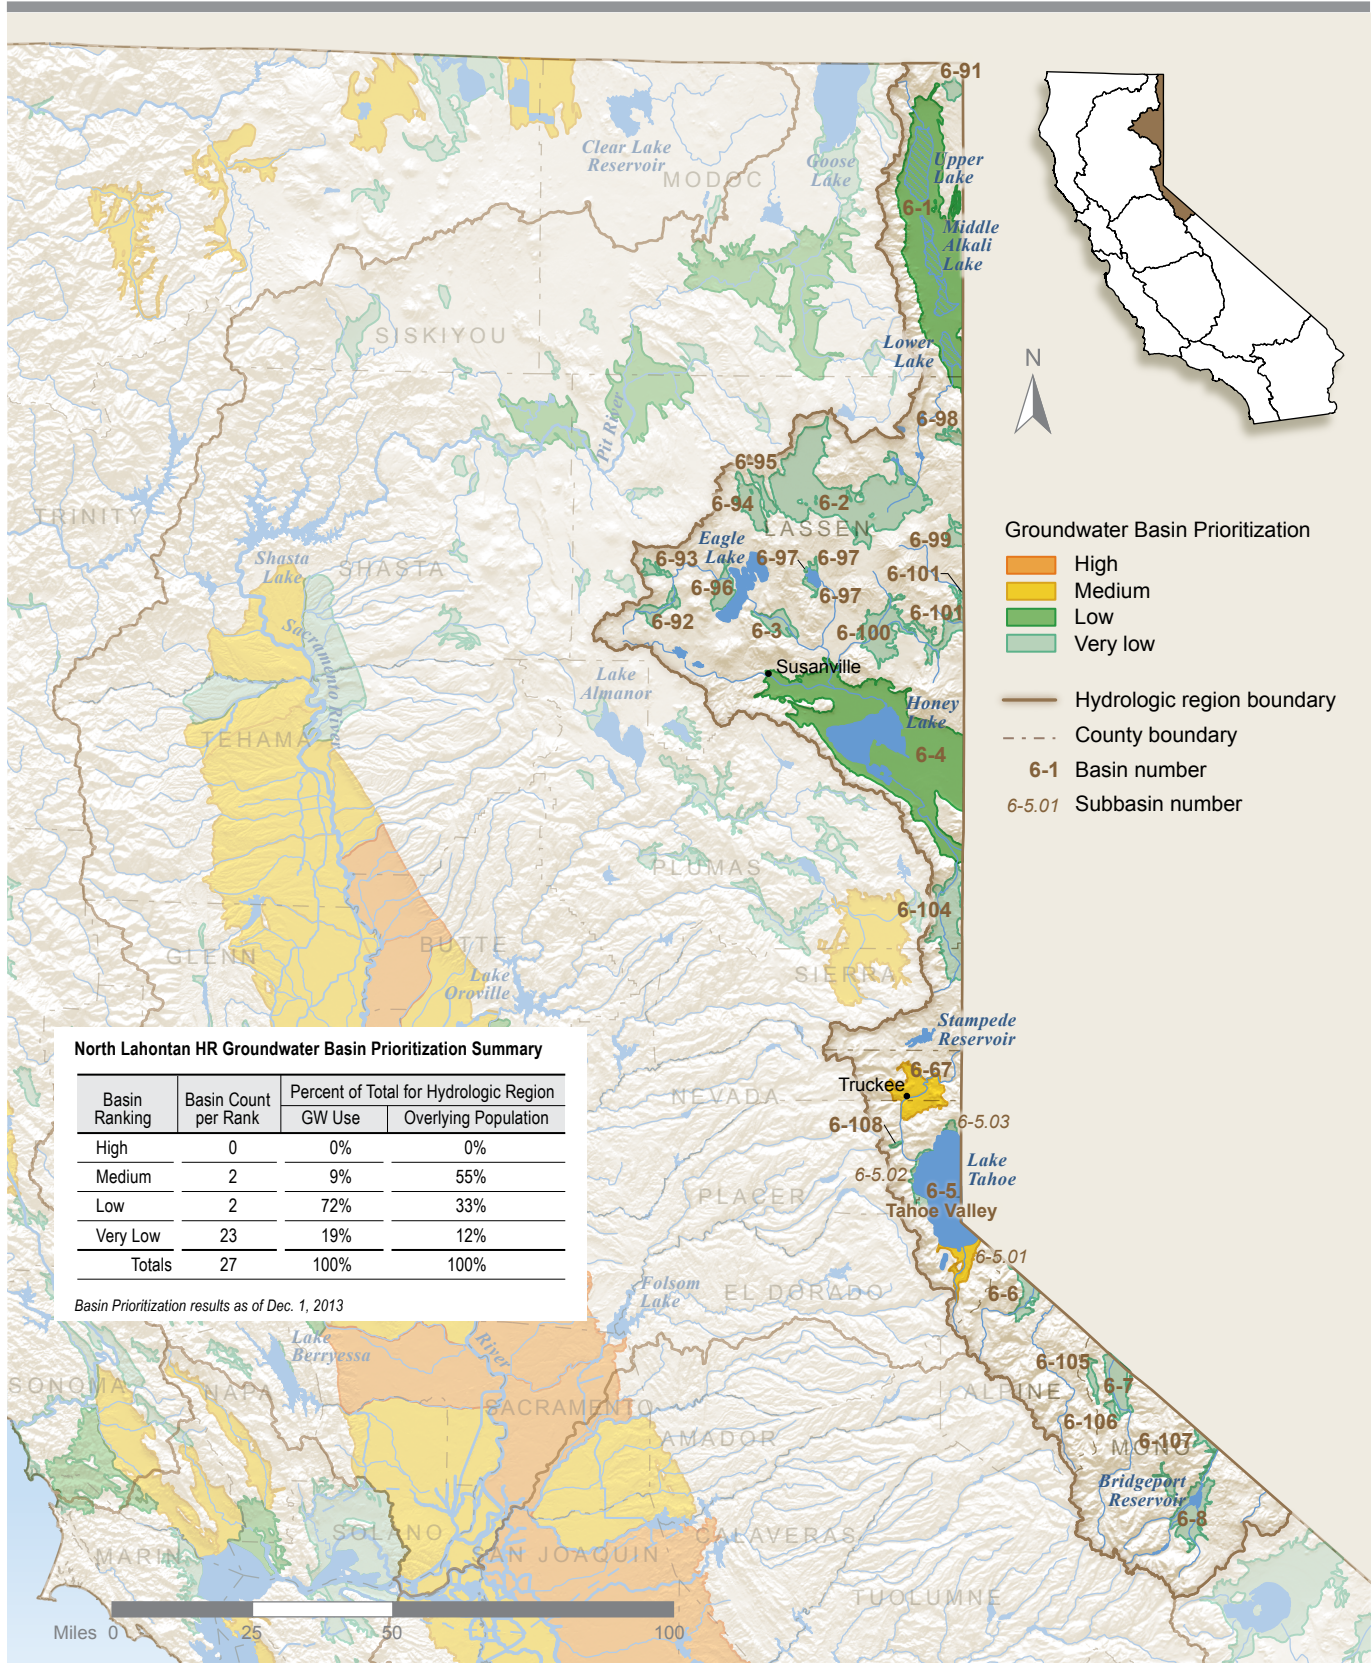 6-91
Clear Lake
Reservoir
Goose
Lake
MODOC
Upper
Lake
6-1
Middle
Alkali
Lake
SISKIYOU
Lower
Lake
N
Pit River
6-98
6-95
6-94
6-2
LASSEN
TRINITY
Eagle
Lake
6-99
Shasta
Lake
SHASTA
6-93
6-97
6-97
6-101
6-96
6-97
6-101
6-92
6-3
6-100
Sacramento River
Susanville
Lake
Almanor
Honey
Lake
TEHAMA
6-4
PLUMAS
6-104
GLENN
BUTTE
Lake
Oroville
SIERRA
Stampede
Reservoir
6-67
Truckee
NEVADA
6-108
6-5.03
Lake
Tahoe
6-5.02
PLACER
6-5
Tahoe Valley
6-5.01
Folsom
Lake
EL DORADO
6-6
Lake
Berryessa
River
6-105
SONOMA
NAPA
ALPINE
6-7
SACRAMENTO
6-106
AMADOR
6-107
MONO
Bridgeport
Reservoir
6-8
SOLANO
CALAVERAS
MARIN
SAN JOAQUIN
TUOLUMNE
Miles 0 25 50 100
Groundwater Basin Prioritization
High
Medium
Low
Very low
Hydrologic region boundary
County boundary
6-1 Basin number
6-5.01 Subbasin number
North Lahontan HR Groundwater Basin Prioritization Summary
Basin Ranking Basin Count per Rank Percent of Total for Hydrologic Region
GW Use Overlying Population
High 0 0% 0%
Medium 2 9% 55%
Low 2 72% 33%
Very Low 23 19% 12%
Totals 27 100% 100%
Basin Prioritization results as of Dec. 1, 2013